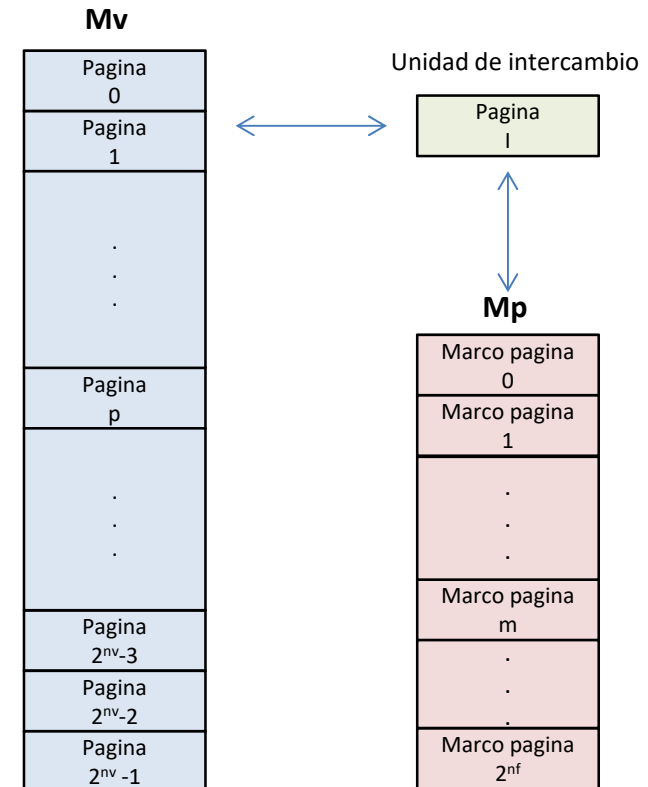 Mv
Pagina
0
Pagina
1
.
.
.
Pagina
p
.
.
.
Pagina
2ⁿᵛ-3
Pagina
2ⁿᵛ-2
Pagina
2ⁿᵛ -1
Unidad de intercambio
Pagina
I
Mp
Marco pagina
0
Marco pagina
1
.
.
.
Marco pagina
m
.
.
.
Marco pagina
2ⁿᶠ